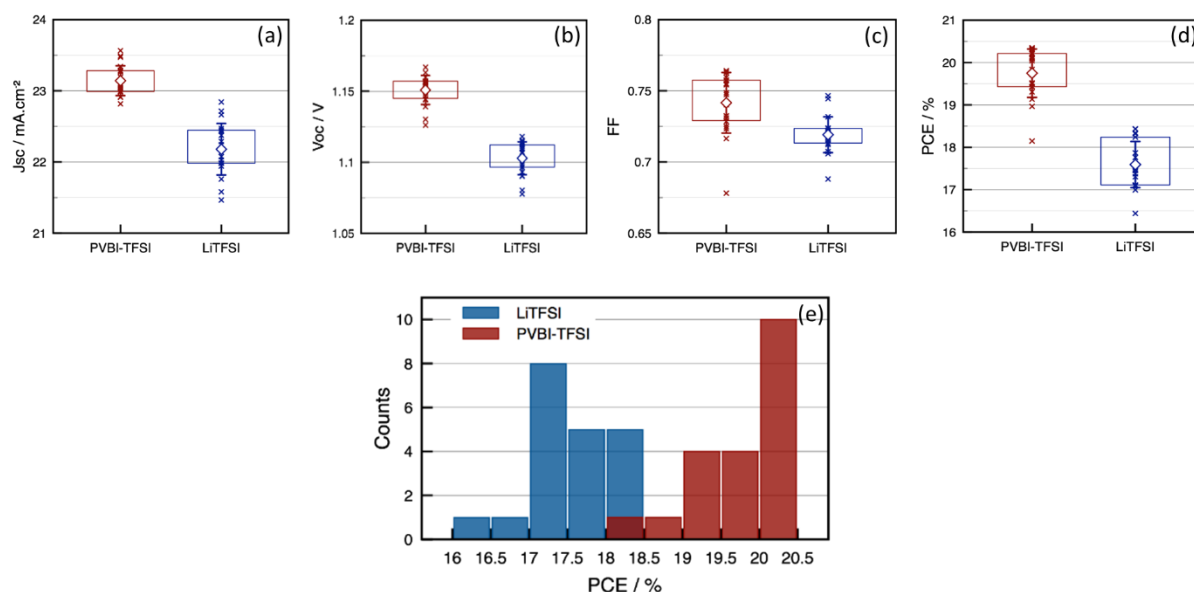 (a)
24
23
22
21
Jsc / mA.cm⁻²
PVBI-TFSI LiTFSI
(b)
1.2
1.15
1.1
1.05
Voc / V
PVBI-TFSI LiTFSI
(c)
0.8
0.75
0.7
0.65
FF
PVBI-TFSI LiTFSI
(d)
21
20
19
18
17
16
PCE / %
PVBI-TFSI LiTFSI
(e)
LiTFSI
PVBI-TFSI
10
8
6
4
2
0
Counts
16 16.5 17 17.5 18 18.5 19 19.5 20 20.5
PCE / %